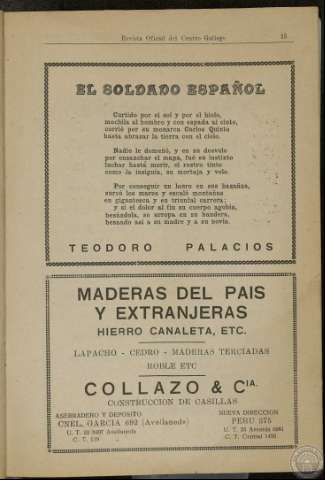 Revista Oficial del Centro Gallego
15
EL SOLDADO ESPAÑOL
Curtido por el sol y por el hielo,
mochila al hombro y con espada al cinto,
corrió por su monarca Carlos Quinto
hasta abrazar la tierra con el cielo.
Nadie le domeñó, y en su desvelo
por ensanchar el mapa, fué su instinto
luchar hasta morir, el rostro tinto
como la insignia, su mortaja y velo.
Por conseguir un lauro en sus hazañas,
surcó los mares y escaló montañas
en gigantesca y en triunfal carrera;
y si el dolor al fin su cuerpo agobia,
besándola, se arropa en su bandera,
besando así a su madre y a su novia.
TEODORO PALACIOS
MADERAS DEL PAIS
Y EXTRANJERAS
HIERRO CANALETA, ETC.
LAPACHO - CEDRO - MADERAS TERCIADAS
ROBLE ETC
COLLAZO & CIA.
CONSTRUCCION DE CASILLAS
ASERRADERO Y DEPOSITO
CNEL. GARCIA 692 (Avellaneda)
U. T. 22 Avellaneda
C. T.
NUEVA DIRECCION
PERU 375
U. T. Avenida
C. T. Central